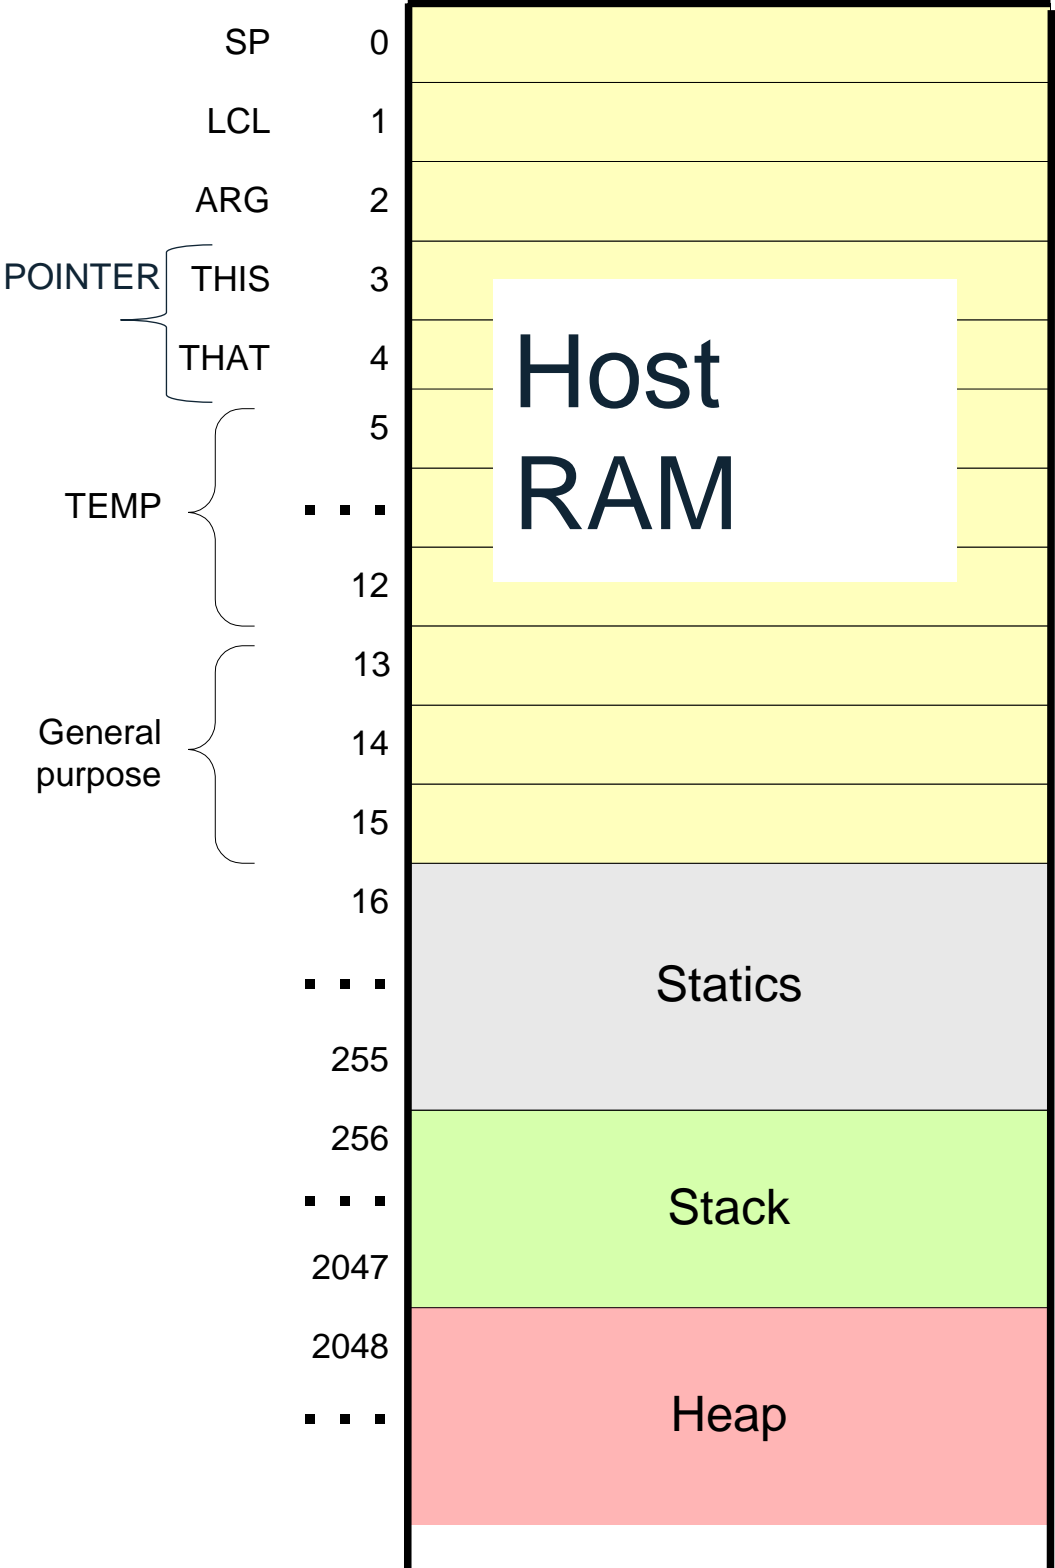 SP 0
LCL 1
ARG 2
POINTER THIS 3
THAT 4
Host
5
RAM
TEMP ...
12
13
General
purpose
14
15
16
... Statics
255
256
... Stack
2047
2048
... Heap